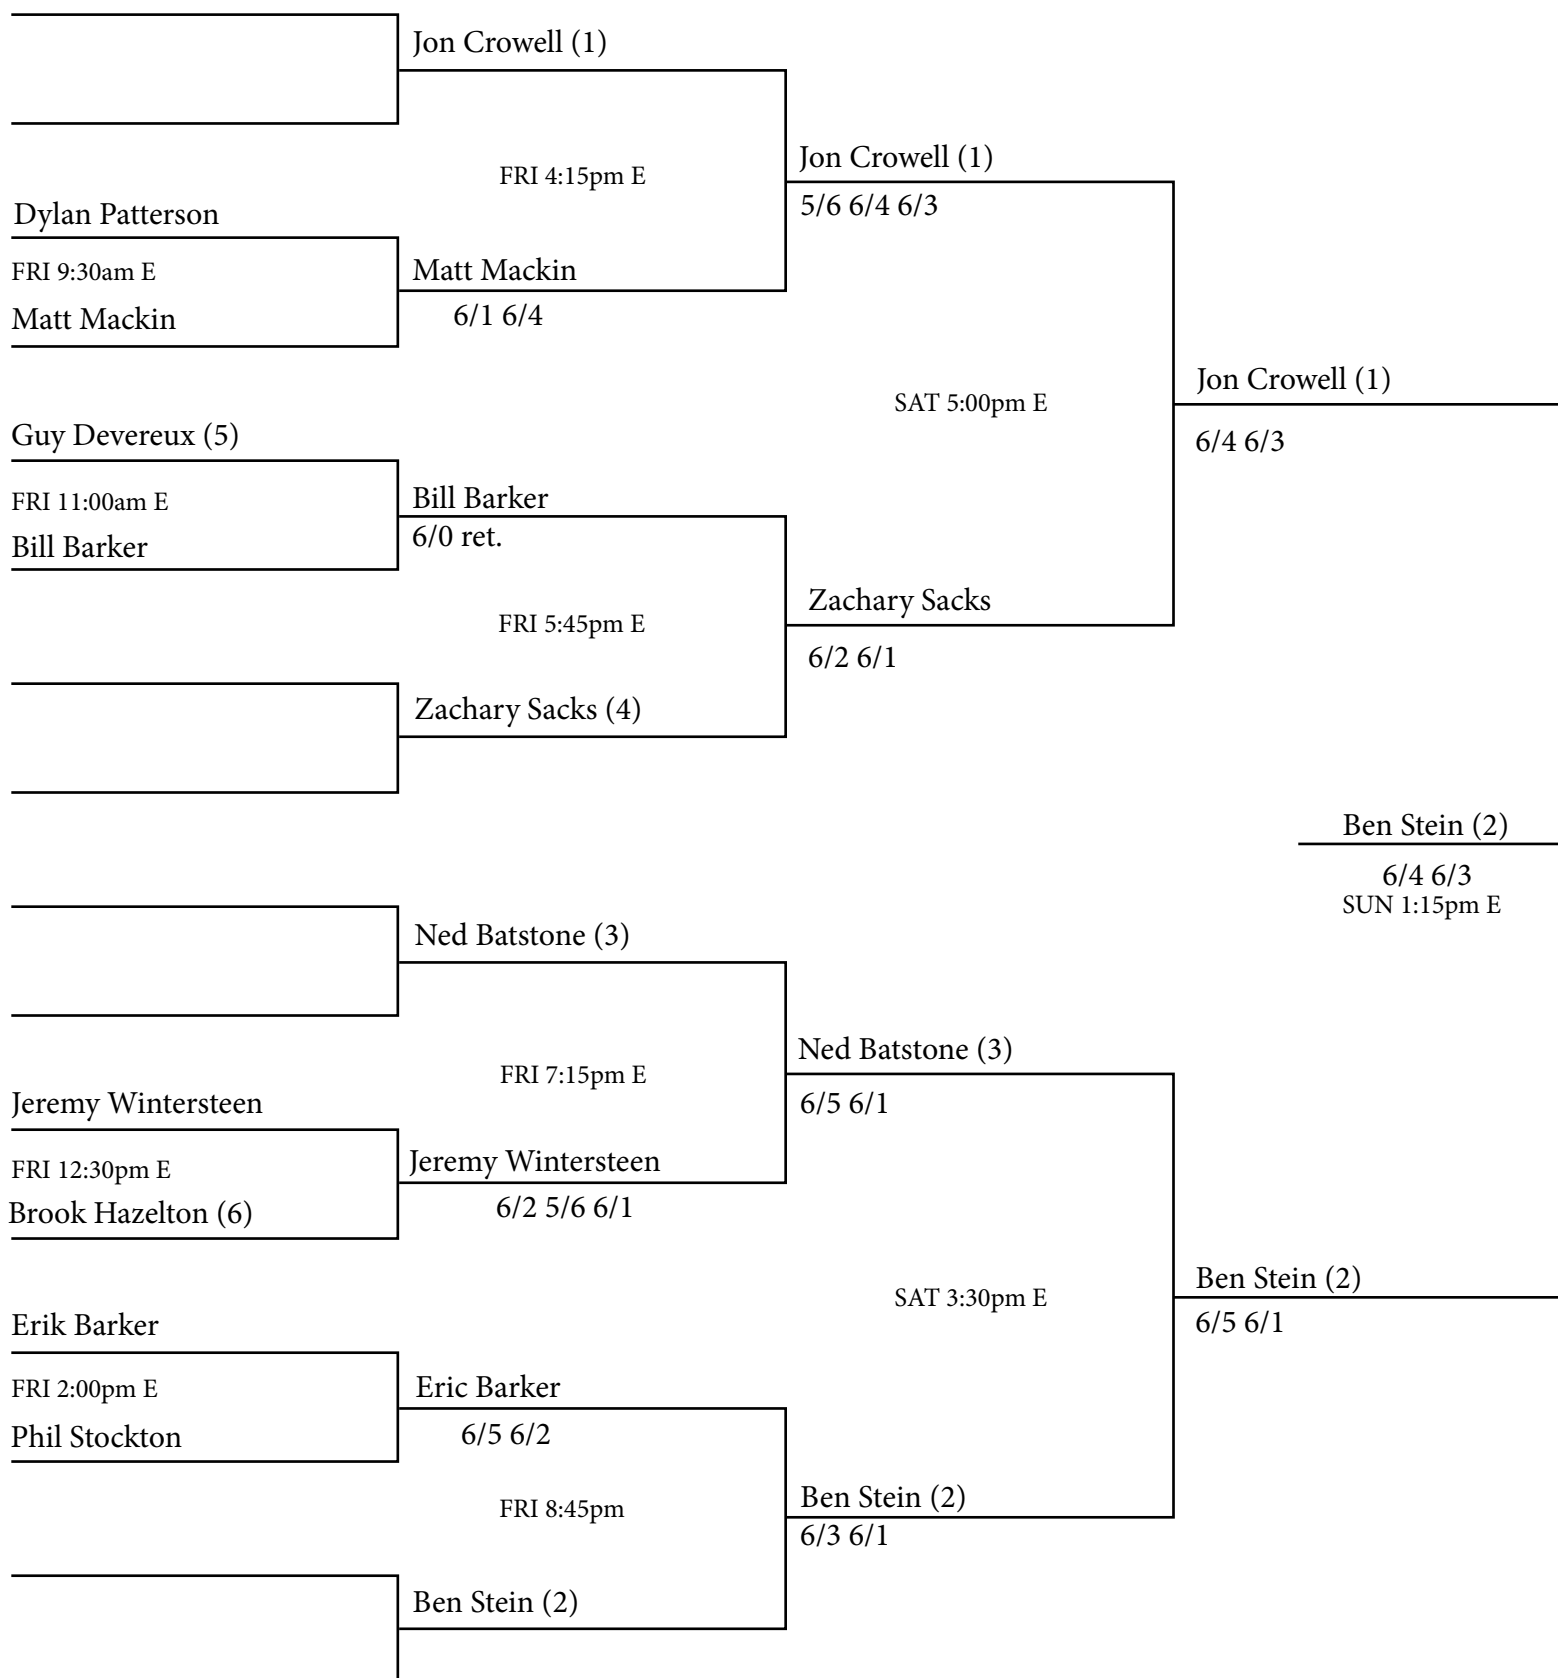 Jon Crowell (1)
FRI 4:15pm E
Jon Crowell (1)
5/6 6/4 6/3
Dylan Patterson
FRI 9:30am E
Matt Mackin
Matt Mackin
6/1 6/4
SAT 5:00pm E
Jon Crowell (1)
6/4 6/3
Guy Devereux (5)
FRI 11:00am E
Bill Barker
Bill Barker
6/0 ret.
FRI 5:45pm E
Zachary Sacks
6/2 6/1
Zachary Sacks (4)
Ben Stein (2)
6/4 6/3
SUN 1:15pm E
Ned Batstone (3)
FRI 7:15pm E
Ned Batstone (3)
6/5 6/1
Jeremy Wintersteen
FRI 12:30pm E
Brook Hazelton (6)
Jeremy Wintersteen
6/2 5/6 6/1
SAT 3:30pm E
Ben Stein (2)
6/5 6/1
Erik Barker
FRI 2:00pm E
Phil Stockton
Eric Barker
6/5 6/2
FRI 8:45pm
Ben Stein (2)
6/3 6/1
Ben Stein (2)